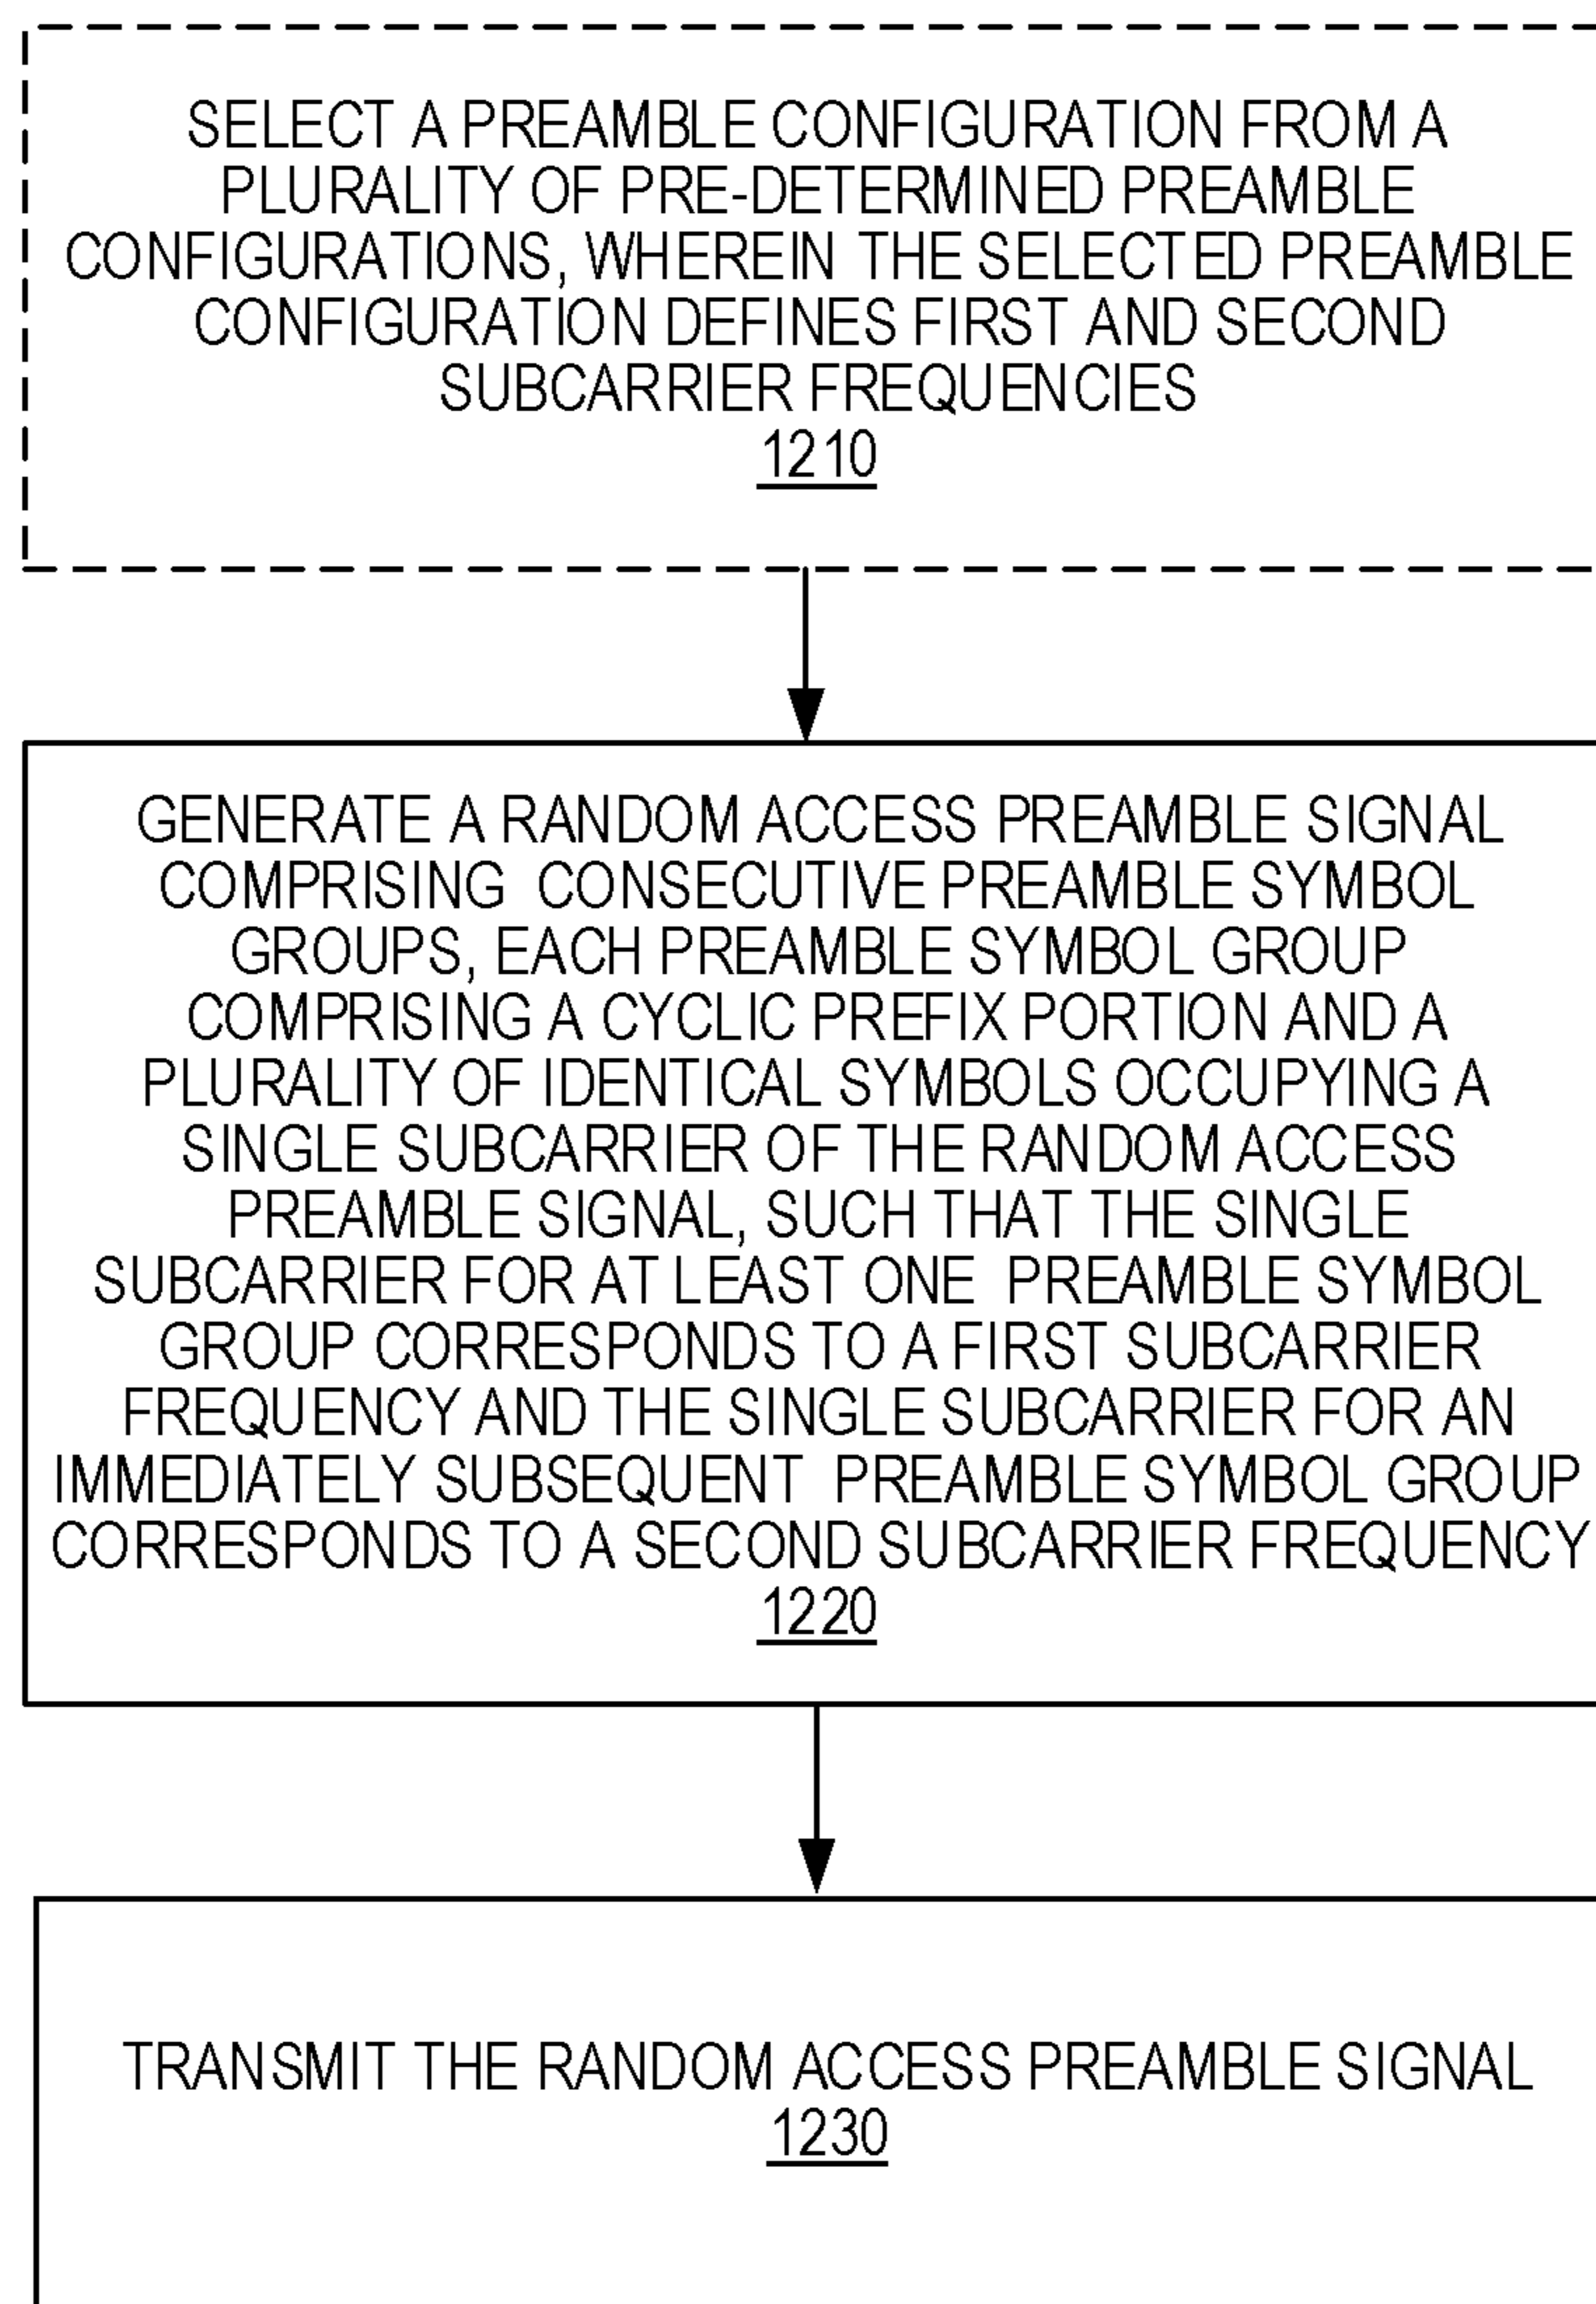 SELECT A PREAMBLE CONFIGURATION FROM A
PLURALITY OF PRE-DETERMINED PREAMBLE
CONFIGURATIONS, WHEREIN THE SELECTED PREAMBLE
CONFIGURATION DEFINES FIRST AND SECOND
SUBCARRIER FREQUENCIES
1210
GENERATE A RANDOM ACCESS PREAMBLE SIGNAL
COMPRISING CONSECUTIVE PREAMBLE SYMBOL
GROUPS, EACH PREAMBLE SYMBOL GROUP
COMPRISING A CYCLIC PREFIX PORTION AND A
PLURALITY OF IDENTICAL SYMBOLS OCCUPYING A
SINGLE SUBCARRIER OF THE RANDOM ACCESS
PREAMBLE SIGNAL, SUCH THAT THE SINGLE
SUBCARRIER FOR AT LEAST ONE PREAMBLE SYMBOL
GROUP CORRESPONDS TO A FIRST SUBCARRIER
FREQUENCY AND THE SINGLE SUBCARRIER FOR AN
IMMEDIATELY SUBSEQUENT PREAMBLE SYMBOL GROUP
CORRESPONDS TO A SECOND SUBCARRIER FREQUENCY
1220
TRANSMIT THE RANDOM ACCESS PREAMBLE SIGNAL
1230